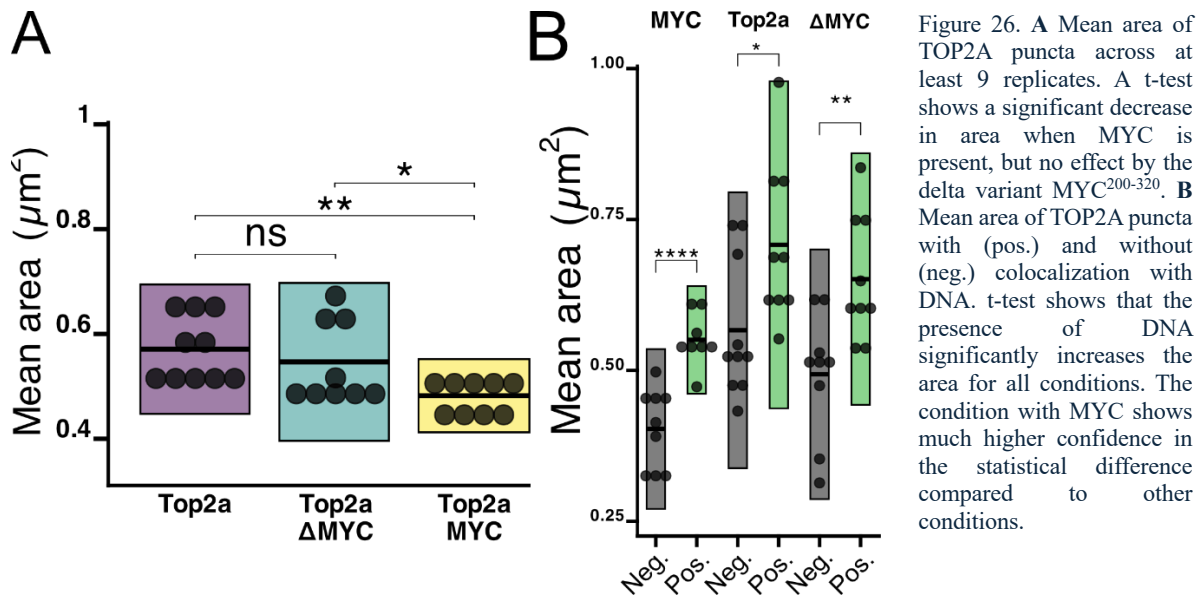 A
Mean area (µm²)
1
0.8
0.6
0.4
*
**
ns
Top2a
Top2a
ΔMYC
Top2a
MYC
B
MYC Top2a ΔMYC
Mean area (µm²)
1.00
0.75
0.50
0.25
*
**
****
Neg. Pos. Neg. Pos. Neg. Pos.
Figure 26. A Mean area of
TOP2A puncta across at
least 9 replicates. A t-test
shows a significant decrease
in area when MYC is
present, but no effect by the
delta variant MYC²⁰⁰⁻³²⁰. B
Mean area of TOP2A puncta
with (pos.) and without
(neg.) colocalization with
DNA. t-test shows that the
presence of DNA
significantly increases the
area for all conditions. The
condition with MYC shows
much higher confidence in
the statistical difference
compared to other
conditions.